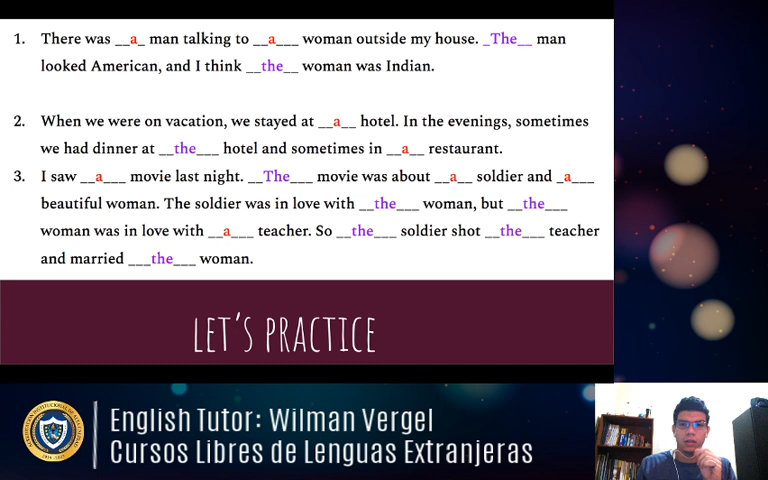 1. There was __a_ man talking to __a___ woman outside my house. _The__ man
looked American, and I think __the__ woman was Indian.
2. When we were on vacation, we stayed at __a__ hotel. In the evenings, sometimes
we had dinner at __the___ hotel and sometimes in __a__ restaurant.
3. I saw __a___ movie last night. __The___ movie was about __a__ soldier and _a___
beautiful woman. The soldier was in love with __the___ woman, but __the___
woman was in love with __a___ teacher. So __the___ soldier shot __the___ teacher
and married ___the___ woman.
LET'S PRACTICE
English Tutor: Wilman Vergel
Cursos Libres de Lenguas Extranjeras